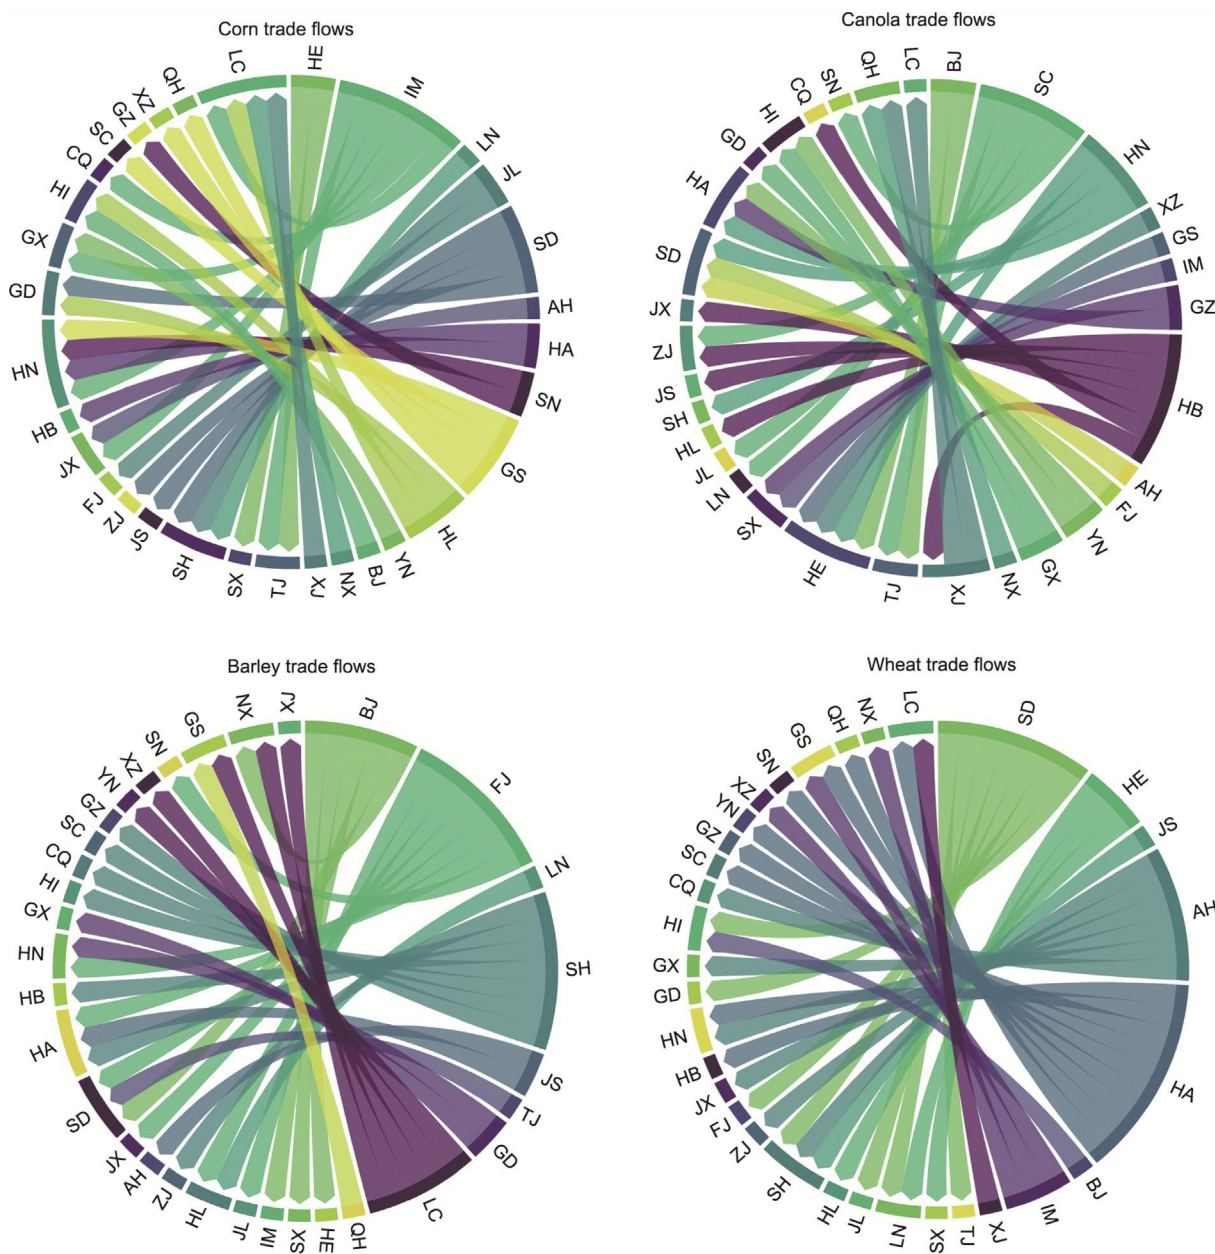 Corn trade flows
HE
IM
LN
JL
SD
AH
HA
SN
GS
HL
YN
BJ
NX
XJ
TJ
SX
SH
JS
ZJ
FJ
JX
HB
HN
GD
GX
HI
CQ
SC
GZ
XZ
QH
LC
Canola trade flows
BJ
SC
HN
XZ
GS
IM
GZ
HB
AH
FJ
YN
GX
NX
XJ
TJ
HE
SX
LN
JL
HL
SH
JS
ZJ
JX
SD
HA
GD
HI
CQ
SN
QH
LC
Barley trade flows
BJ
FJ
LN
SH
JS
TJ
GD
LC
QH
HE
SX
IM
JL
HL
ZJ
AH
JX
SD
HA
HB
HN
GX
HI
CQ
SC
GZ
YN
XZ
SN
GS
NX
XJ
Wheat trade flows
SD
HE
JS
AH
HA
BJ
IM
XJ
TJ
SX
LN
JL
HL
SH
ZJ
FJ
JX
HB
HN
GD
GX
HI
CQ
SC
GZ
YN
XZ
SN
GS
QH
NX
LC